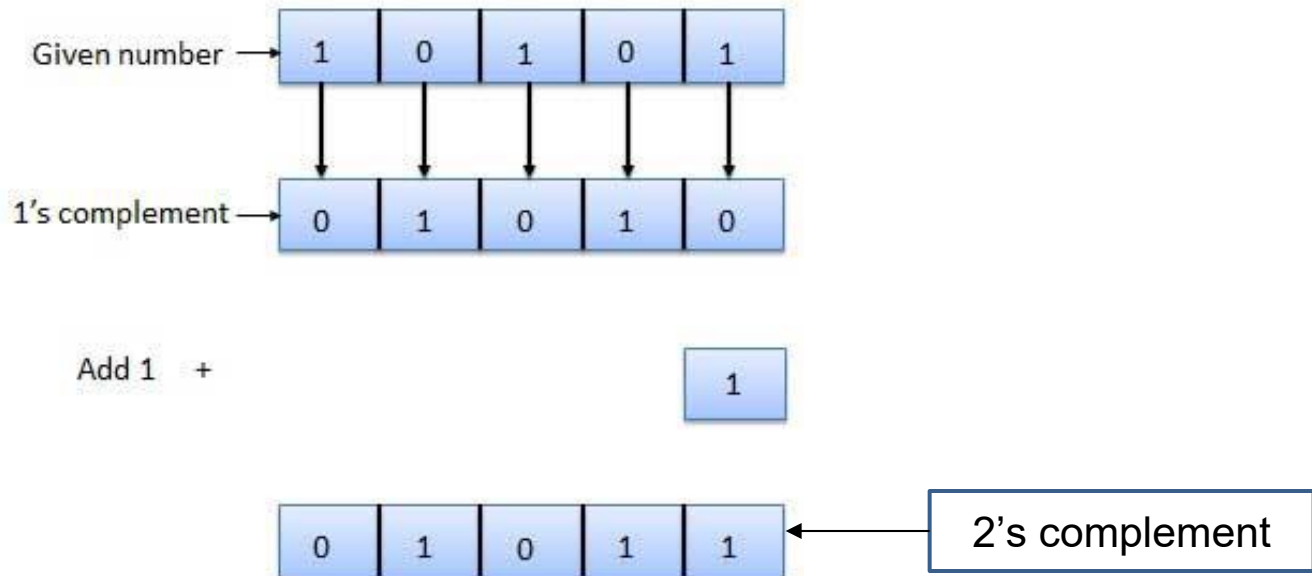 Given number 1 0 1 0 1
1's complement 0 1 0 1 0
Add 1 + 1
0 1 0 1 1 2's complement